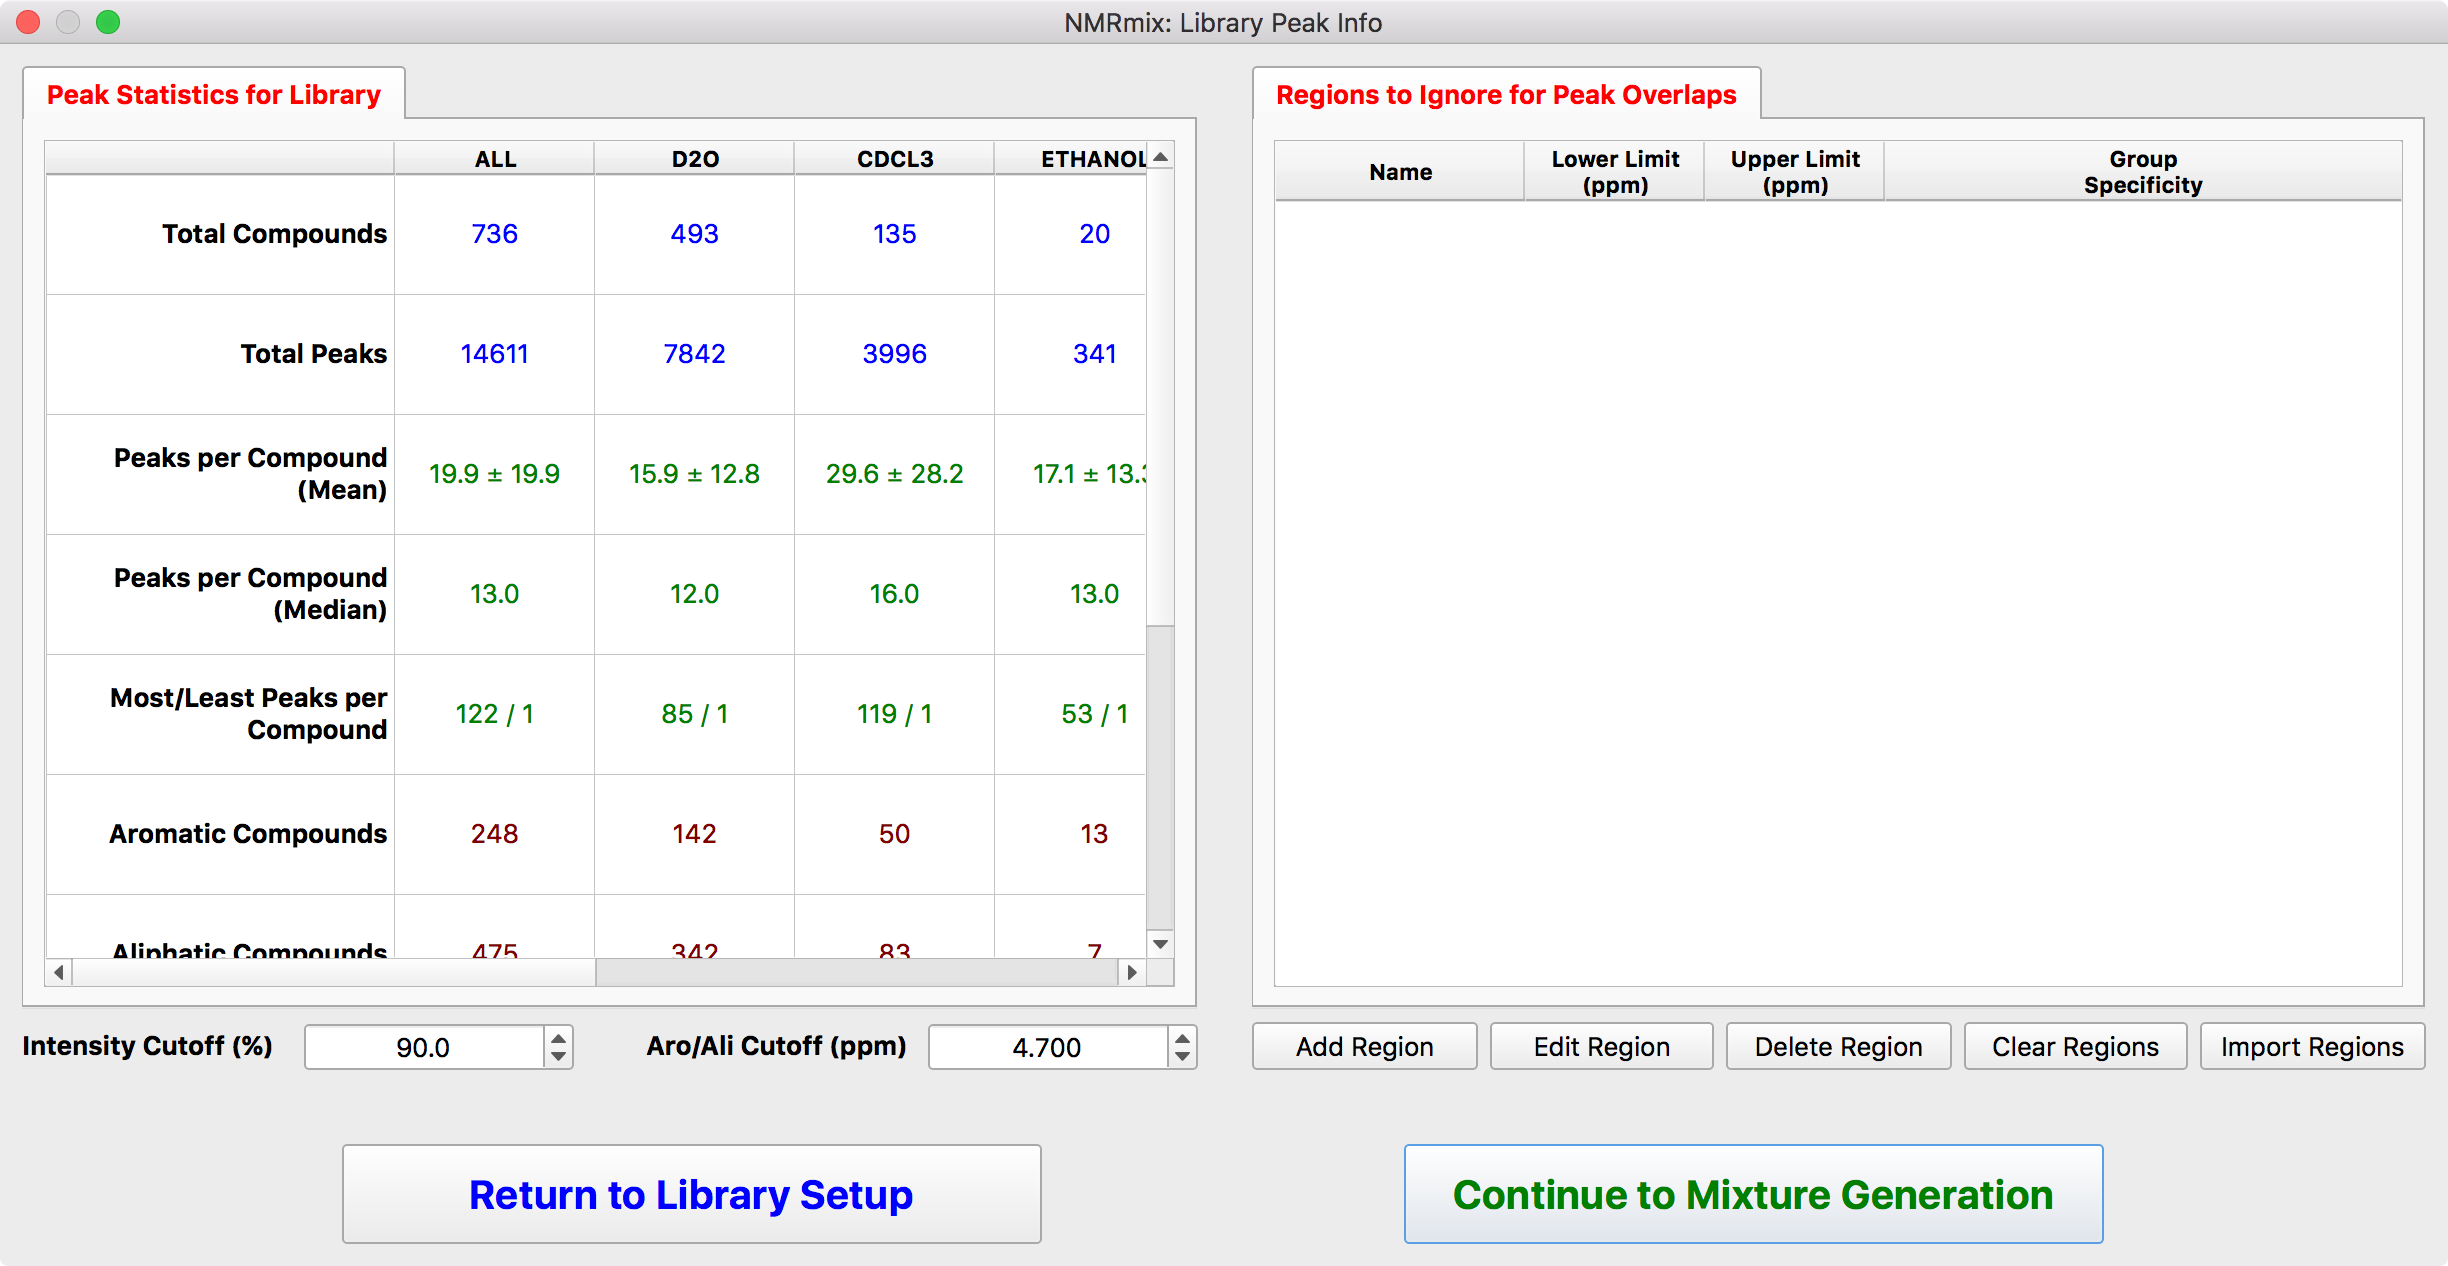 NMRmix: Library Peak Info
Peak Statistics for Library
ALL D2O CDCL3 ETHANOL
Total Compounds 736 493 135 20
Total Peaks 14611 7842 3996 341
Peaks per Compound
(Mean) 19.9 ± 19.9 15.9 ± 12.8 29.6 ± 28.2 17.1 ± 13.3
Peaks per Compound
(Median) 13.0 12.0 16.0 13.0
Most/Least Peaks per
Compound 122 / 1 85 / 1 119 / 1 53 / 1
Aromatic Compounds 248 142 50 13
Aliphatic Compounds 475 342 83 7
Intensity Cutoff (%) 90.0 Aro/Ali Cutoff (ppm) 4.700
Regions to Ignore for Peak Overlaps
Name
Lower Limit
(ppm)
Upper Limit
(ppm)
Group
Specificity
Add Region Edit Region Delete Region Clear Regions Import Regions
Return to Library Setup
Continue to Mixture Generation